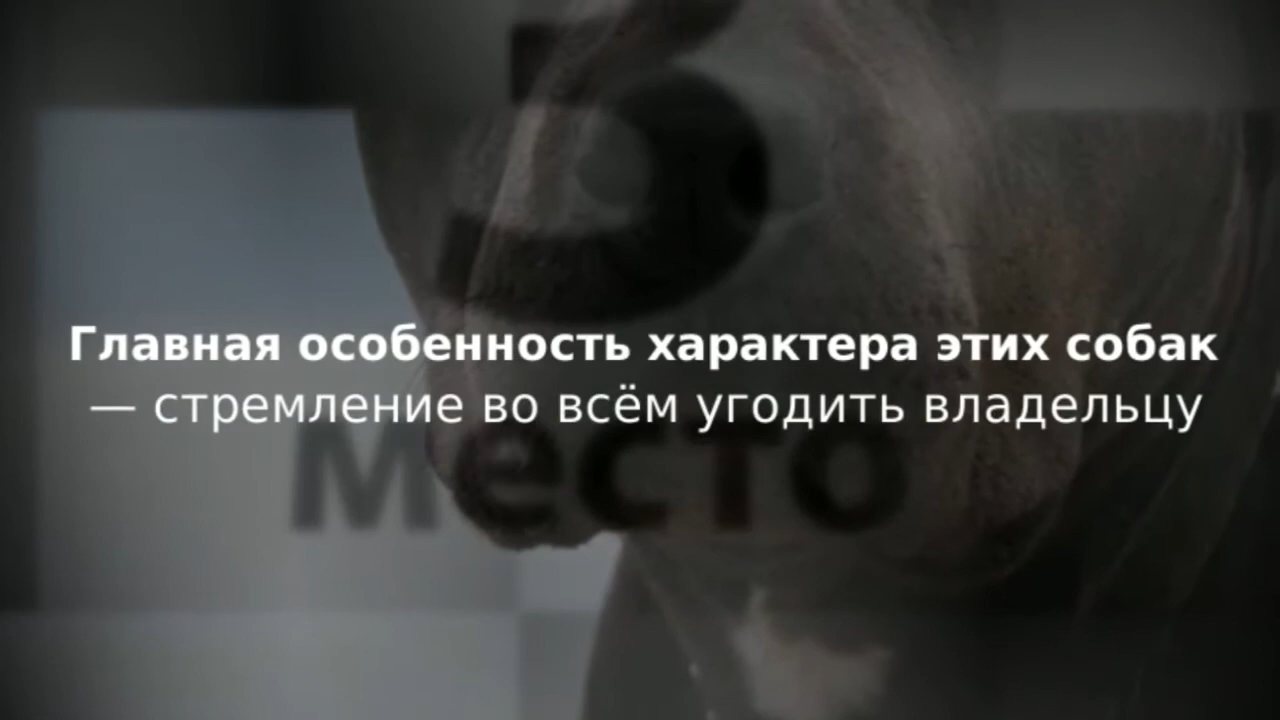 Главная особенность характера этих собак
— стремление во всём угодить владельцу
Место